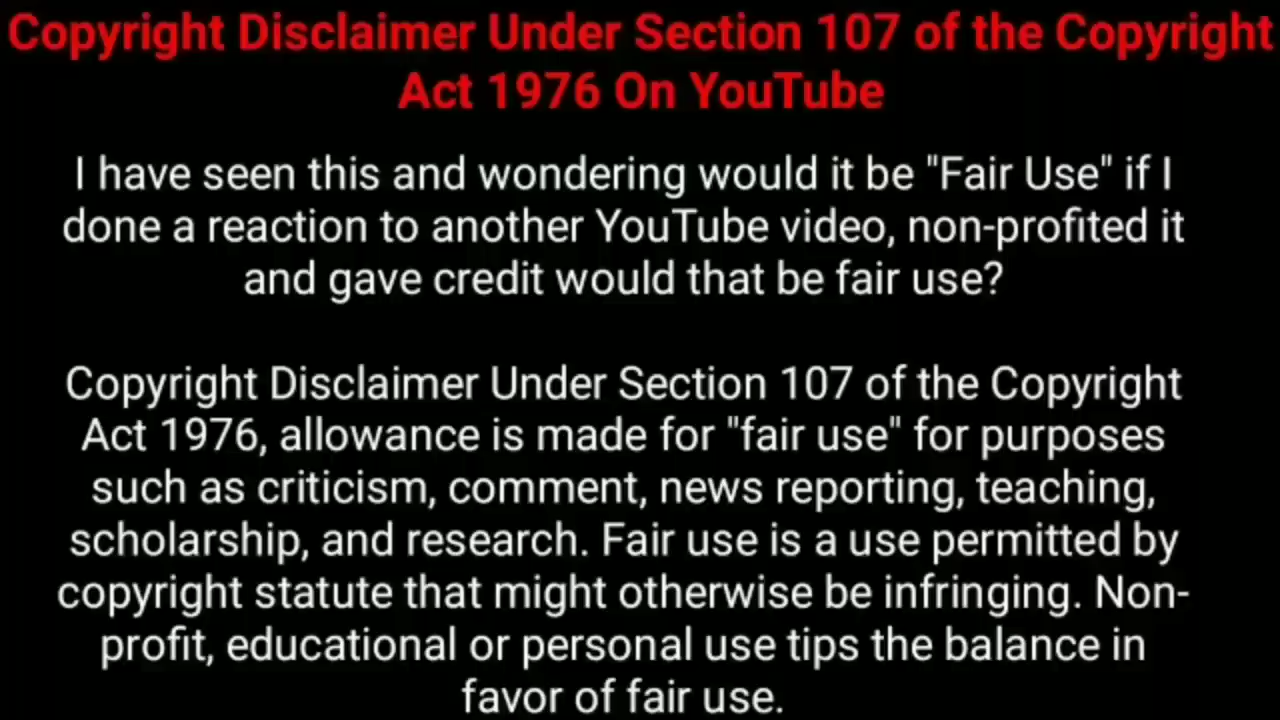 Copyright Disclaimer Under Section 107 of the Copyright
Act 1976 On YouTube
I have seen this and wondering would it be "Fair Use" if I
done a reaction to another YouTube video, non-profited it
and gave credit would that be fair use?
Copyright Disclaimer Under Section 107 of the Copyright
Act 1976, allowance is made for "fair use" for purposes
such as criticism, comment, news reporting, teaching,
scholarship, and research. Fair use is a use permitted by
copyright statute that might otherwise be infringing. Non-
profit, educational or personal use tips the balance in
favor of fair use.